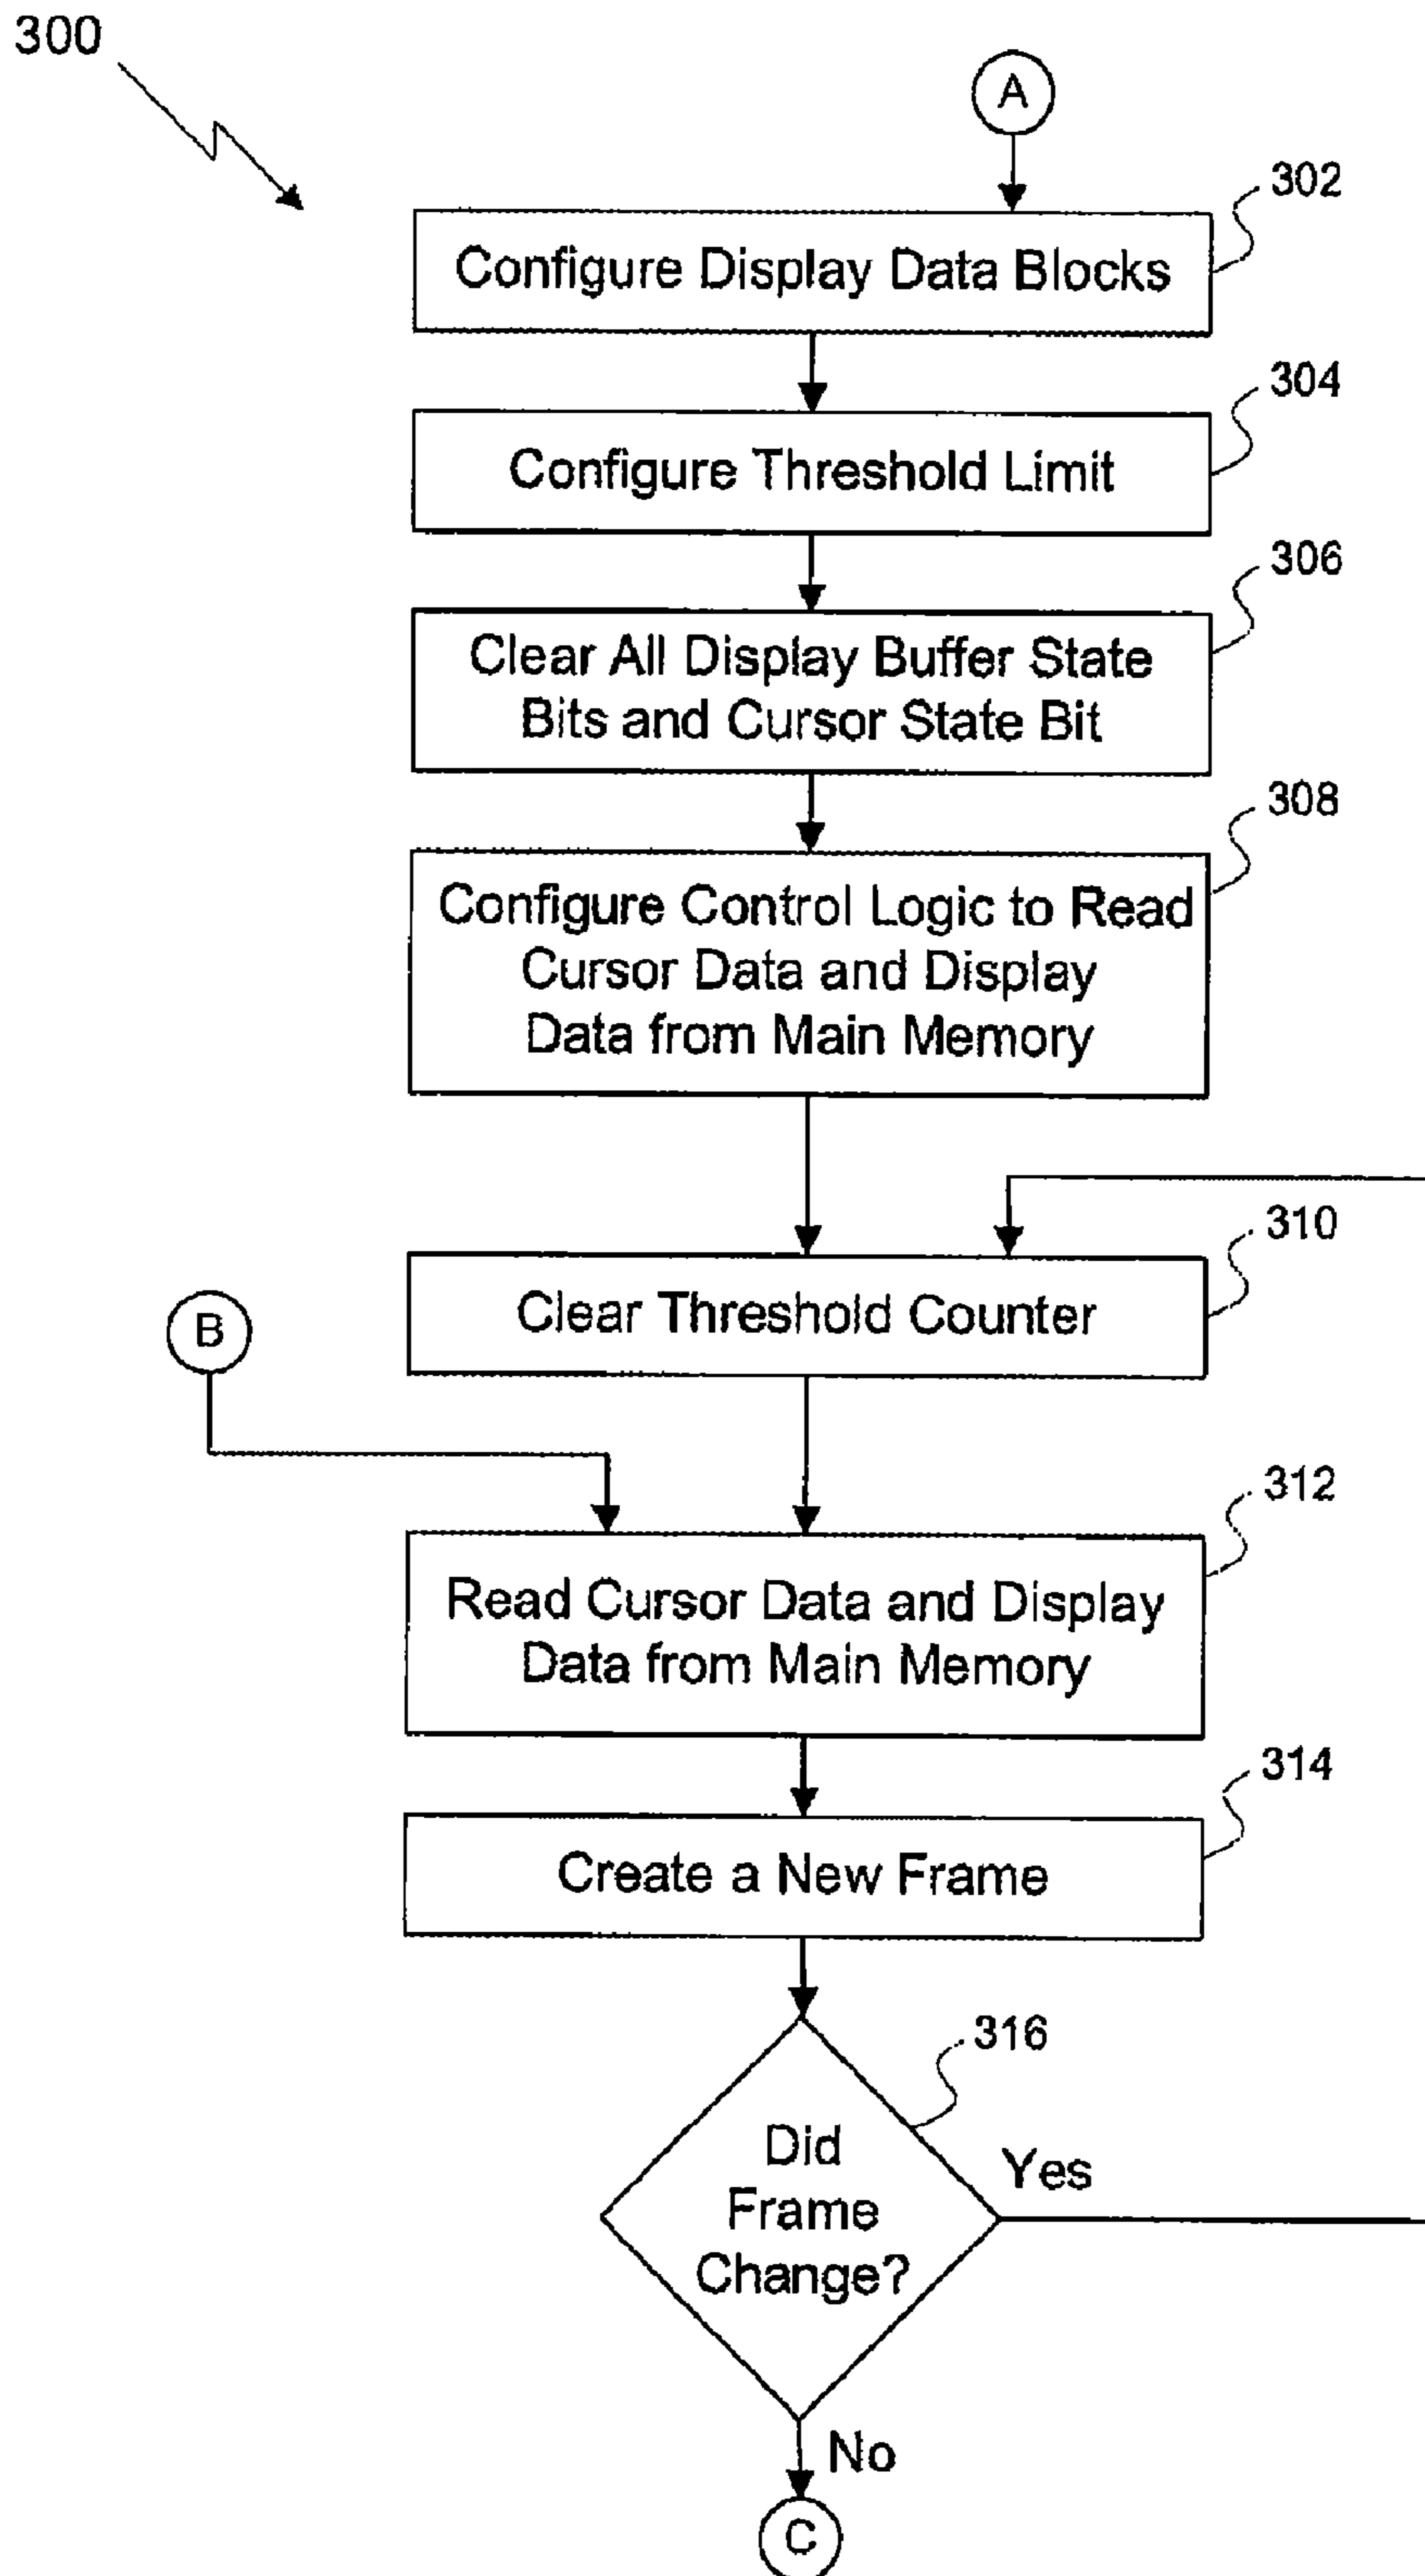 300
A
302
Configure Display Data Blocks
304
Configure Threshold Limit
306
Clear All Display Buffer State
Bits and Cursor State Bit
308
Configure Control Logic to Read
Cursor Data and Display
Data from Main Memory
310
Clear Threshold Counter
B
312
Read Cursor Data and Display
Data from Main Memory
314
Create a New Frame
316
Did
Frame
Change?
Yes
No
C